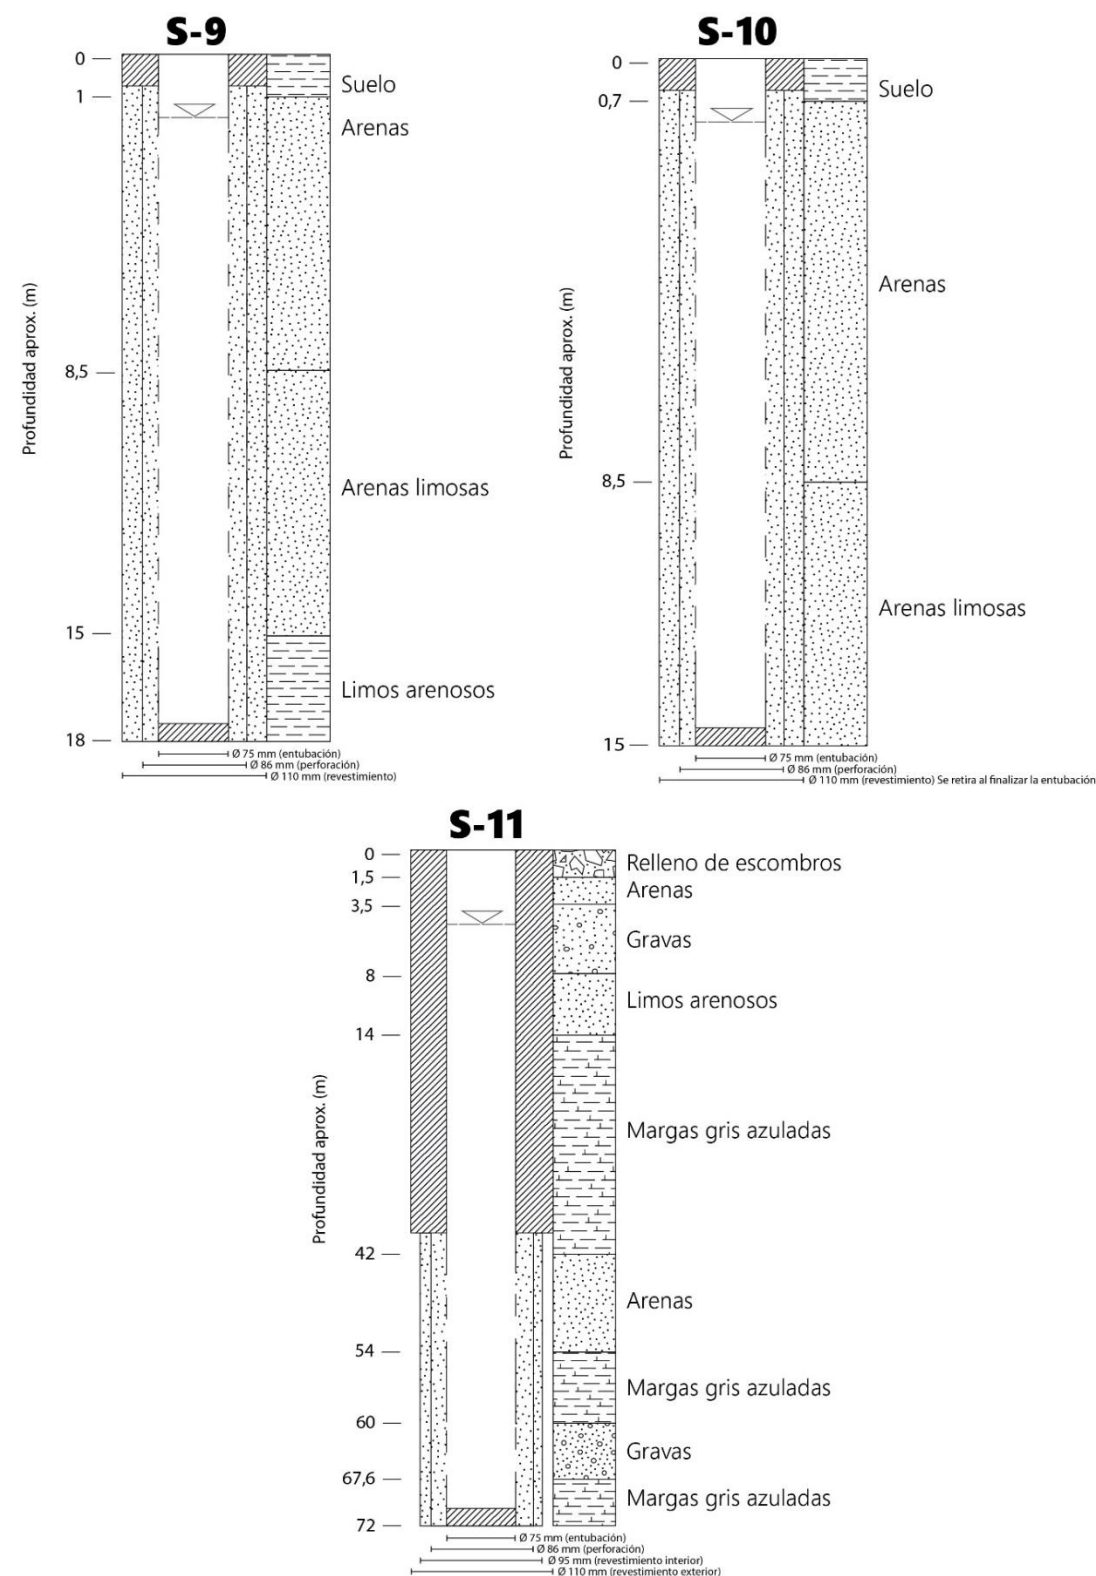 S-9
0
1
8,5
15
18
Profundidad aprox. (m)
Suelo
Arenas
Arenas limosas
Limos arenosos
Ø 75 mm (entubación)
Ø 86 mm (perforación)
Ø 110 mm (revestimiento)
S-10
0
0,7
8,5
15
Profundidad aprox. (m)
Suelo
Arenas
Arenas limosas
Ø 75 mm (entubación)
Ø 86 mm (perforación)
Ø 110 mm (revestimiento) Se retira al finalizar la entubación
S-11
0
1,5
3,5
8
14
42
54
60
67,6
72
Profundidad aprox. (m)
Relleno de escombros
Arenas
Gravas
Limos arenosos
Margas gris azuladas
Arenas
Margas gris azuladas
Gravas
Margas gris azuladas
Ø 75 mm (entubación)
Ø 86 mm (perforación)
Ø 95 mm (revestimiento interior)
Ø 110 mm (revestimiento exterior)